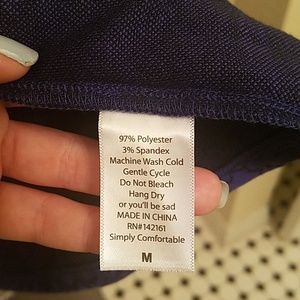 97% Polyester
3% Spandex
Machine Wash Cold
Gentle Cycle
Do Not Bleach
Hang Dry
or you'll be sad
MADE IN CHINA
RN#142161
Simply Comfortable
M